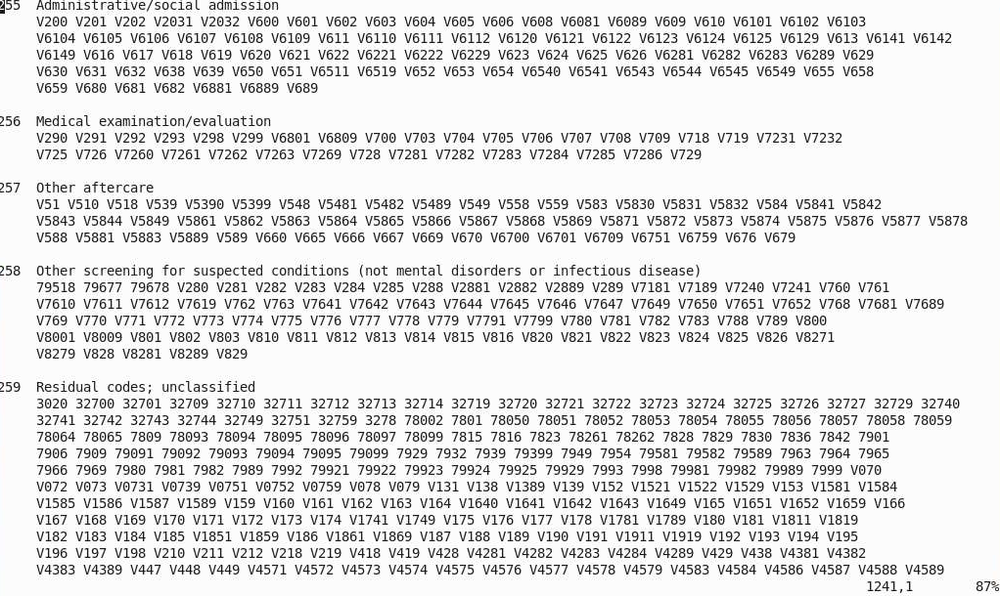 255  Administrative/social admission
V200 V201 V202 V2031 V2032 V600 V601 V602 V603 V604 V605 V606 V608 V6081 V6089 V609 V610 V6101 V6102 V6103
V6104 V6105 V6106 V6107 V6108 V6109 V611 V6110 V6111 V6112 V6120 V6121 V6122 V6123 V6124 V6125 V6129 V613 V6141 V6142
V6149 V616 V617 V618 V619 V620 V621 V622 V6221 V6222 V6229 V623 V624 V625 V626 V6281 V6282 V6283 V6289 V629
V630 V631 V632 V638 V639 V650 V651 V6511 V6519 V652 V653 V654 V6540 V6541 V6543 V6544 V6545 V6549 V655 V658
V659 V680 V681 V682 V6881 V6889 V689
256  Medical examination/evaluation
V290 V291 V292 V293 V298 V299 V6801 V6809 V700 V703 V704 V705 V706 V707 V708 V709 V718 V719 V7231 V7232
V725 V726 V7260 V7261 V7262 V7263 V7269 V728 V7281 V7282 V7283 V7284 V7285 V7286 V729
257  Other aftercare
V51 V510 V518 V539 V5390 V5399 V548 V5481 V5482 V5489 V549 V558 V559 V583 V5830 V5831 V5832 V584 V5841 V5842
V5843 V5844 V5849 V5861 V5862 V5863 V5864 V5865 V5866 V5867 V5868 V5869 V5871 V5872 V5873 V5874 V5875 V5876 V5877 V5878
V588 V5881 V5883 V5889 V589 V660 V665 V666 V667 V669 V670 V6700 V6701 V6709 V6751 V6759 V676 V679
258  Other screening for suspected conditions (not mental disorders or infectious disease)
79518 79677 79678 V280 V281 V282 V283 V284 V285 V288 V2881 V2882 V2889 V289 V7181 V7189 V7240 V7241 V760 V761
V7610 V7611 V7612 V7619 V762 V763 V7641 V7642 V7643 V7644 V7645 V7646 V7647 V7649 V7650 V7651 V7652 V768 V7681 V7689
V769 V770 V771 V772 V773 V774 V775 V776 V777 V778 V779 V7791 V7799 V780 V781 V782 V783 V788 V789 V800
V8001 V8009 V801 V802 V803 V810 V811 V812 V813 V814 V815 V816 V820 V821 V822 V823 V824 V825 V826 V8271
V8279 V828 V8281 V8289 V829
259  Residual codes; unclassified
3020 32700 32701 32709 32710 32711 32712 32713 32714 32719 32720 32721 32722 32723 32724 32725 32726 32727 32729 32740
32741 32742 32743 32744 32749 32751 32759 3278 78002 7801 78050 78051 78052 78053 78054 78055 78056 78057 78058 78059
78064 78065 7809 78093 78094 78095 78096 78097 78099 7815 7816 7823 78261 78262 7828 7829 7830 7836 7842 7901
7906 7909 79091 79092 79093 79094 79095 79099 7929 7932 7939 79399 7949 7954 79581 79582 79589 7963 7964 7965
7966 7969 7980 7981 7982 7989 7992 79921 79922 79923 79924 79925 79929 7993 7998 79981 79982 79989 7999 V070
V072 V073 V0731 V0739 V0751 V0752 V0759 V078 V079 V131 V138 V1389 V139 V152 V1521 V1522 V1529 V153 V1581 V1584
V1585 V1586 V1587 V1589 V159 V160 V161 V162 V163 V164 V1640 V1641 V1642 V1643 V1649 V165 V1651 V1652 V1659 V166
V167 V168 V169 V170 V171 V172 V173 V174 V1741 V1749 V175 V176 V177 V178 V1781 V1789 V180 V181 V1811 V1819
V182 V183 V184 V185 V1851 V1859 V186 V1861 V1869 V187 V188 V189 V190 V191 V1911 V1919 V192 V193 V194 V195
V196 V197 V198 V210 V211 V212 V218 V219 V418 V419 V428 V4281 V4282 V4283 V4284 V4289 V429 V438 V4381 V4382
V4383 V4389 V447 V448 V449 V4571 V4572 V4573 V4574 V4575 V4576 V4577 V4578 V4579 V4583 V4584 V4586 V4587 V4588 V4589
1241,1  87%